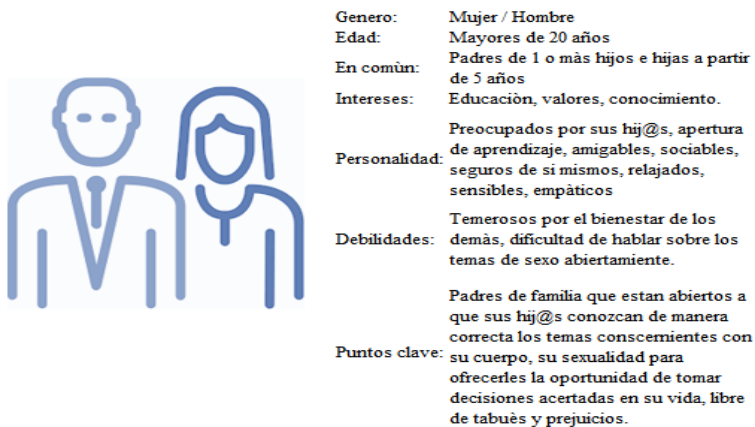 Genero: Mujer / Hombre
Edad: Mayores de 20 años
En comùn: Padres de 1 o màs hijos e hijas a partir
de 5 años
Intereses: Educaciòn, valores, conocimiento.
Personalidad: Preocupados por sus hij@s, apertura
de aprendizaje, amigables, sociables,
seguros de si mismos, relajados,
sensibles, empàticos
Debilidades: Temerosos por el bienestar de los
demàs, dificultad de hablar sobre los
temas de sexo abiertamiente.
Puntos clave: Padres de familia que estan abiertos a
que sus hij@s conozcan de manera
correcta los temas conscernientes con
su cuerpo, su sexualidad para
ofrecerles la oportunidad de tomar
decisiones acertadas en su vida, libre
de tabuès y prejuicios.